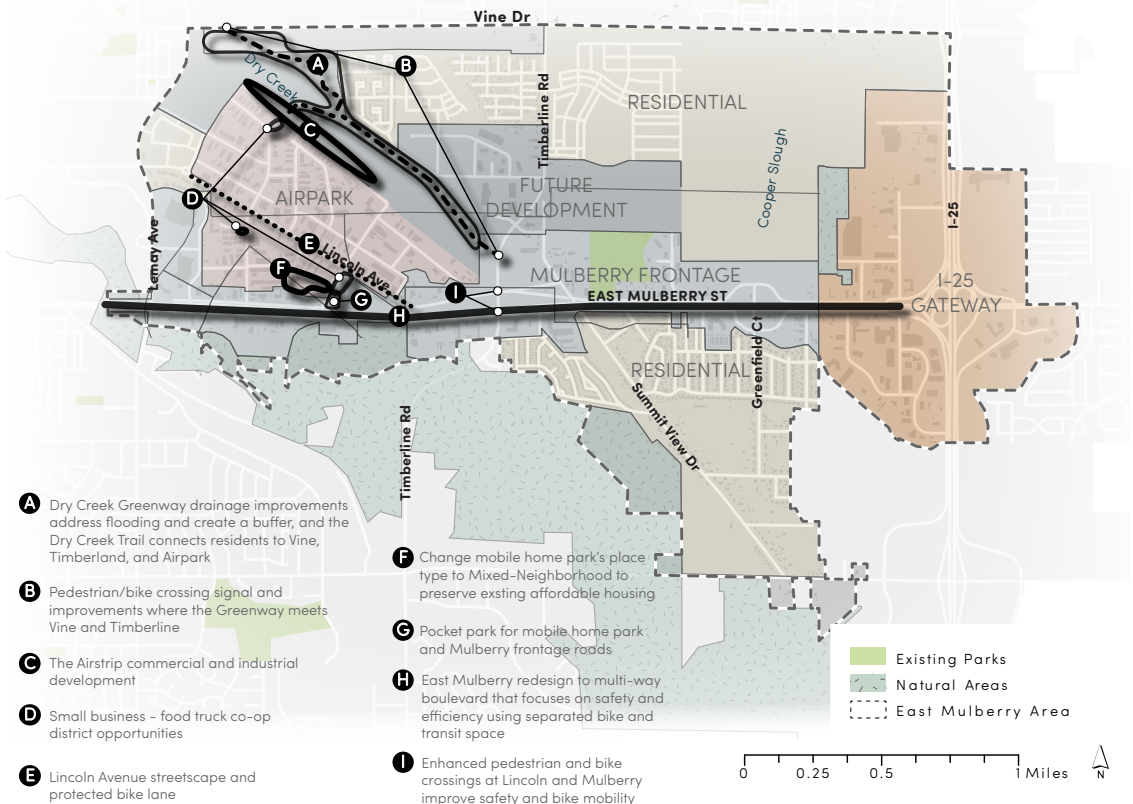 Vine Dr
A
B
Dry Creek
Timberline Rd
RESIDENTIAL
C
Cooper Slough
AIRPARK
FUTURE
DEVELOPMENT
D
I-25
Lemay Ave
E
Lincoln Ave
F
G
MULBERRY FRONTAGE
I
EAST MULBERRY ST
H
I-25
GATEWAY
RESIDENTIAL
Greenfield Ct
Summit View Dr
Timberline Rd
A Dry Creek Greenway drainage improvements
address flooding and create a buffer, and the
Dry Creek Trail connects residents to Vine,
Timberland, and Airpark
B Pedestrian/bike crossing signal and
improvements where the Greenway meets
Vine and Timberline
C The Airstrip commercial and industrial
development
D Small business - food truck co-op
district opportunities
E Lincoln Avenue streetscape and
protected bike lane
F Change mobile home park's place
type to Mixed-Neighborhood to
preserve exsting affordable housing
G Pocket park for mobile home park
and Mulberry frontage roads
H East Mulberry redesign to multi-way
boulevard that focuses on safety and
efficiency using separated bike and
transit space
I Enhanced pedestrian and bike
crossings at Lincoln and Mulberry
improve safety and bike mobility
Existing Parks
Natural Areas
East Mulberry Area
0 0.25 0.5 1 Miles
N